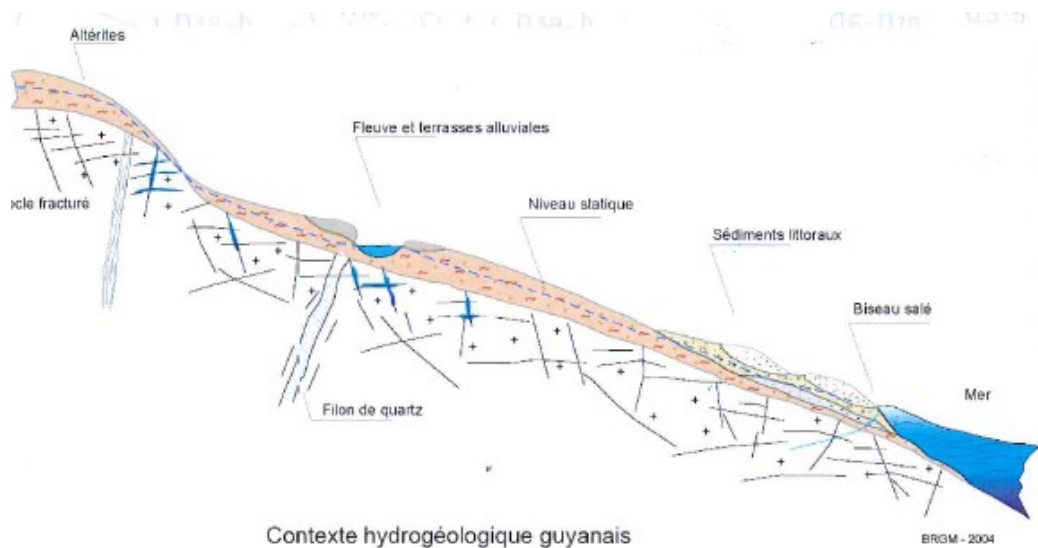 Altérites
Fleuve et terrasses alluviales
ocle fracturé
Niveau statique
Sédiments littoraux
Biseau salé
Mer
Filon de quartz
Contexte hydrogéologique guyanais
BRGM - 2004